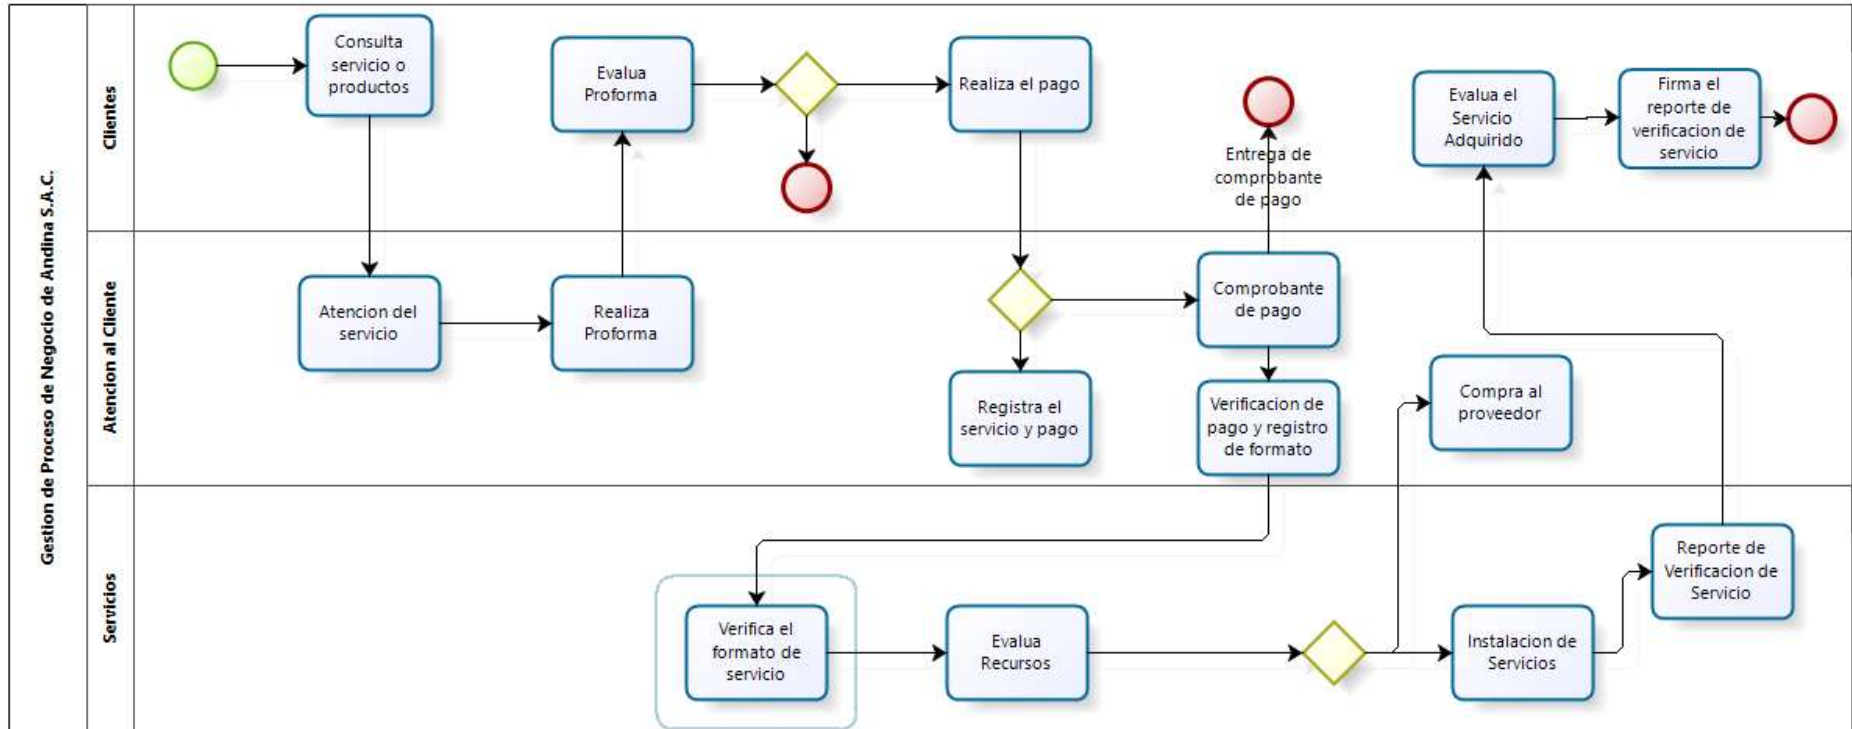 Gestion de Proceso de Negocio de Andina S.A.C.
Clientes
Consulta
servicio o
productos
Evalua
Proforma
Realiza el pago
Entrega de
comprobante
de pago
Evalua el
Servicio
Adquirido
Firma el
reporte de
verificacion de
servicio
Atencion al Cliente
Atencion del
servicio
Realiza
Proforma
Comprobante
de pago
Registra el
servicio y pago
Verificacion de
pago y registro
de formato
Compra al
proveedor
Servicios
Verifica el
formato de
servicio
Evalua
Recursos
Instalacion de
Servicios
Reporte de
Verificacion de
Servicio